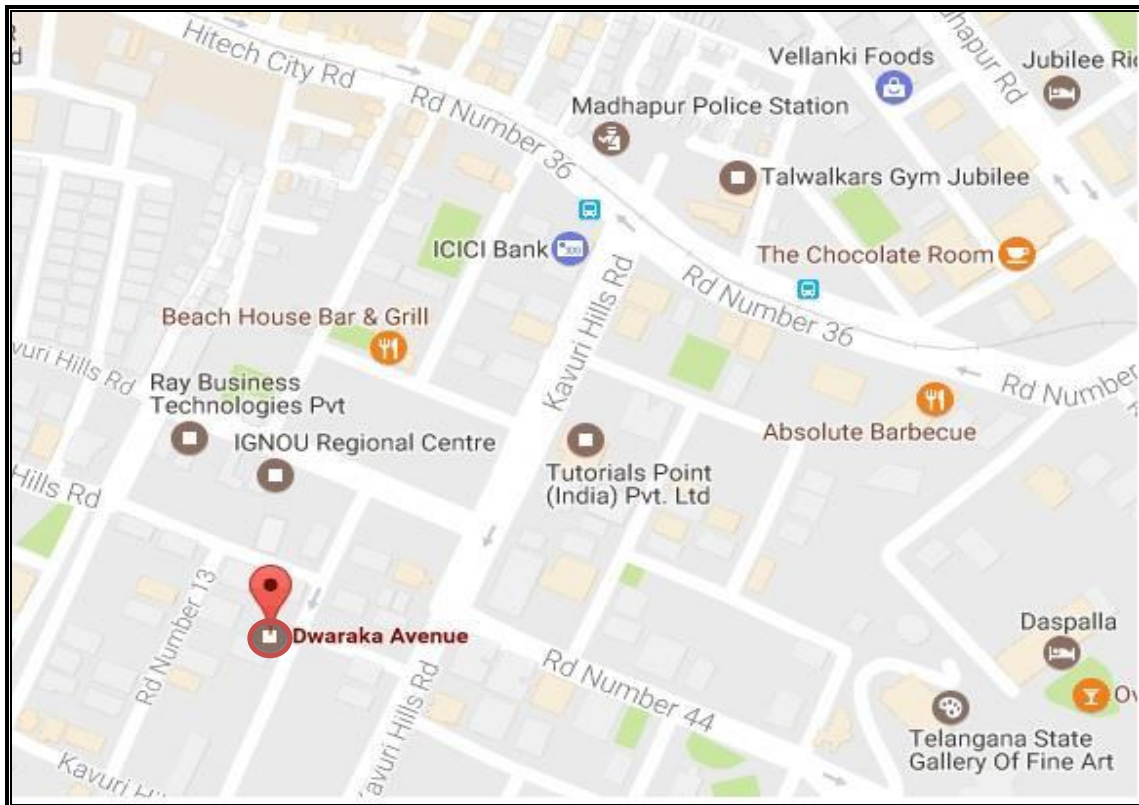 Hitech City Rd
Vellanki Foods
hapur Rd
Jubilee Ri
Rd Number 36
Madhapur Police Station
Talwalkars Gym Jubilee
ICICI Bank
The Chocolate Room
Kavuri Hills Rd
Rd Number 36
Beach House Bar & Grill
vuri Hills Rd
Ray Business
Technologies Pvt
Rd Number
IGNOU Regional Centre
Absolute Barbecue
Tutorials Point
(India) Pvt. Ltd
Hills Rd
Rd Number 13
Dwaraka Avenue
Daspalla
Rd Number 44
Ov
avuri Hills Rd
Telangana State
Gallery Of Fine Art
Kavuri Hi